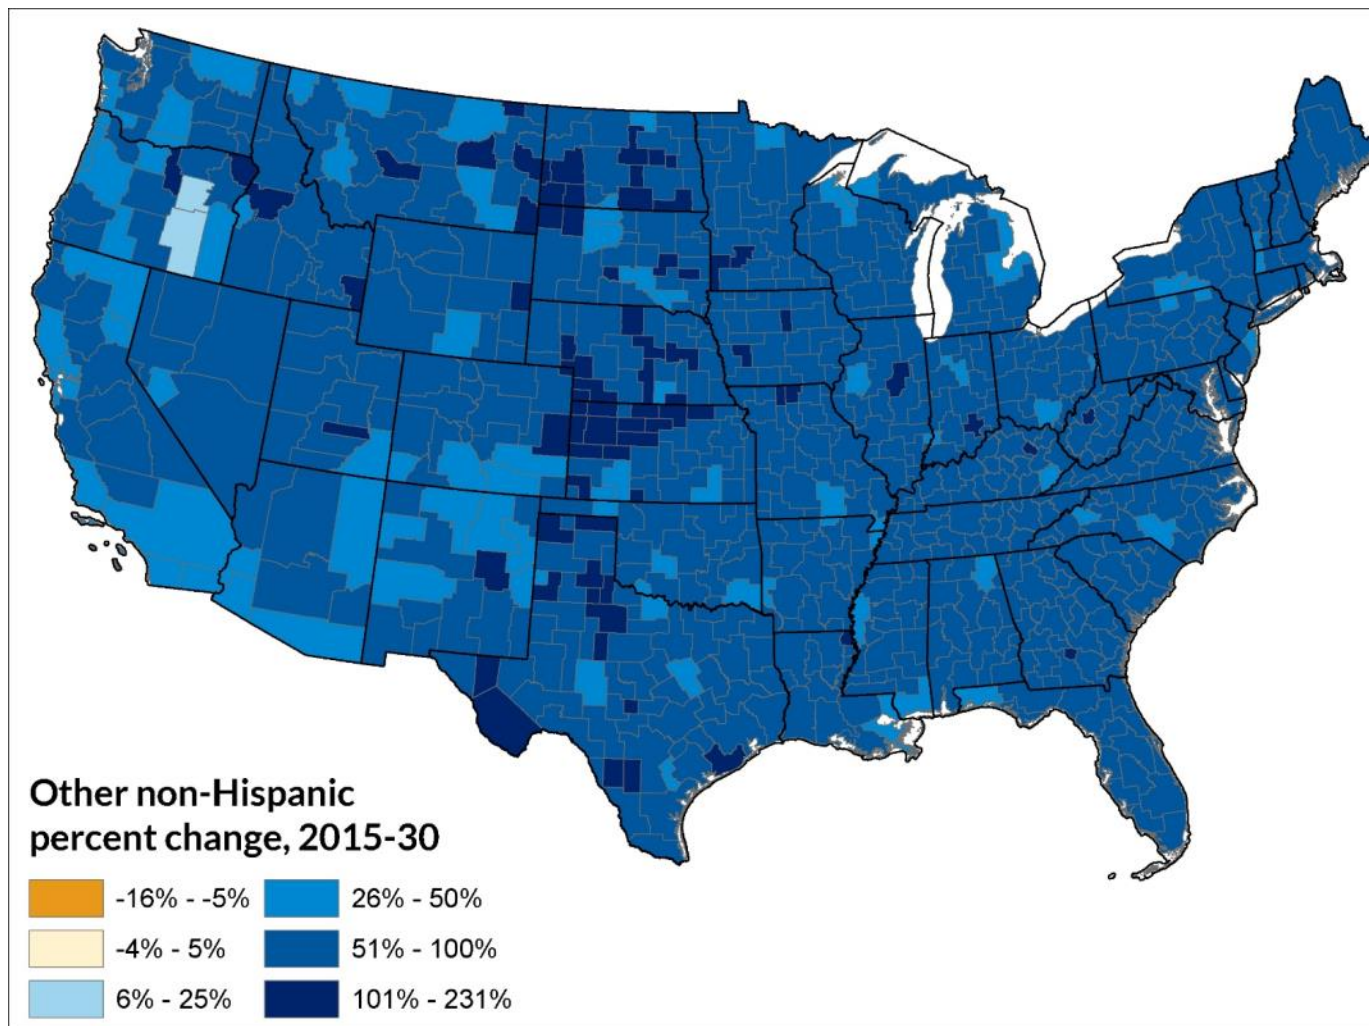 Other non-Hispanic
percent change, 2015-30
-16% - -5%
26% - 50%
-4% - 5%
51% - 100%
6% - 25%
101% - 231%